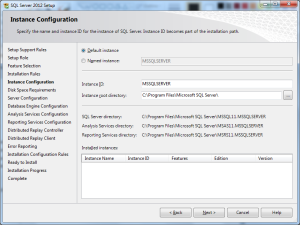 SQL Server 2012 Setup
Instance Configuration
Specify the name and instance ID for the instance of SQL Server. Instance ID becomes part of the installation path.
Setup Support Rules
Setup Role
Feature Selection
Installation Rules
Instance Configuration
Disk Space Requirements
Server Configuration
Database Engine Configuration
Analysis Services Configuration
Reporting Services Configuration
Distributed Replay Controller
Distributed Replay Client
Error Reporting
Installation Configuration Rules
Ready to Install
Installation Progress
Complete
Default instance
Named instance: MSSQLSERVER
Instance ID: MSSQLSERVER
Instance root directory: C:\Program Files\Microsoft SQL Server\ ...
SQL Server directory: C:\Program Files\Microsoft SQL Server\MSSQL11.MSSQLSERVER
Analysis Services directory: C:\Program Files\Microsoft SQL Server\MSAS11.MSSQLSERVER
Reporting Services directory: C:\Program Files\Microsoft SQL Server\MSRS11.MSSQLSERVER
Installed instances:
Instance Name Instance ID Features Edition Version
< Back Next > Cancel Help